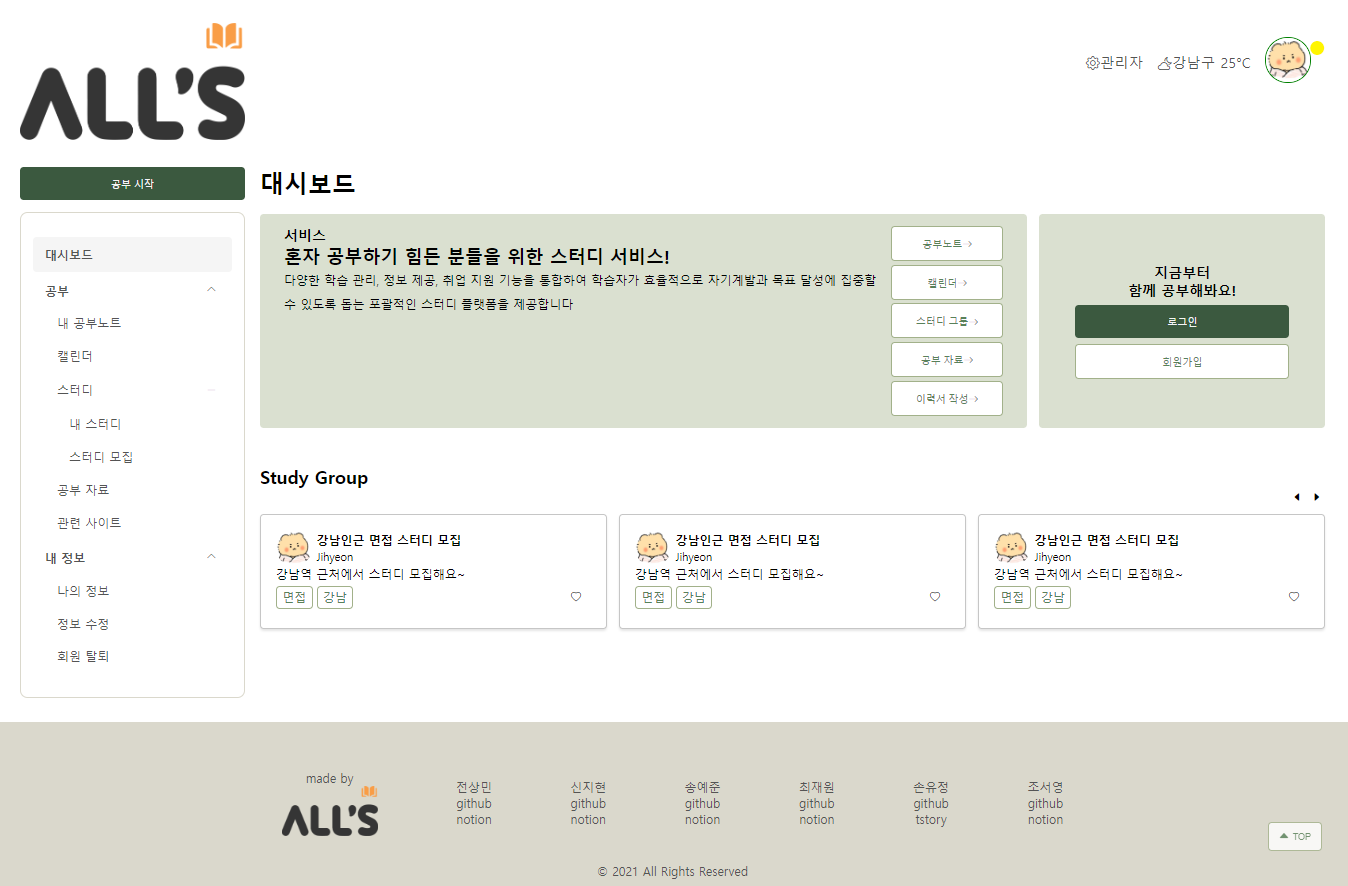 ALL'S
관리자 강남구 25°C
공부 시작
대시보드
공부
내 공부노트
캘린더
스터디
내 스터디
스터디 모집
공부 자료
관련 사이트
내 정보
나의 정보
정보 수정
회원 탈퇴
대시보드
서비스
혼자 공부하기 힘든 분들을 위한 스터디 서비스!
다양한 학습 관리, 정보 제공, 취업 지원 기능을 통합하여 학습자가 효율적으로 자기계발과 목표 달성에 집중할
수 있도록 돕는 포괄적인 스터디 플랫폼을 제공합니다
공부노트 >
캘린더 >
스터디 그룹 >
공부 자료 >
이력서 작성 >
지금부터
함께 공부해봐요!
로그인
회원가입
Study Group
강남인근 면접 스터디 모집
Jihyeon
강남역 근처에서 스터디 모집해요~
면접 강남
강남인근 면접 스터디 모집
Jihyeon
강남역 근처에서 스터디 모집해요~
면접 강남
강남인근 면접 스터디 모집
Jihyeon
강남역 근처에서 스터디 모집해요~
면접 강남
made by
ALL'S
전상민
github
notion
신지현
github
notion
송예준
github
notion
최재원
github
notion
손유정
github
tstory
조서영
github
notion
TOP
© 2021 All Rights Reserved